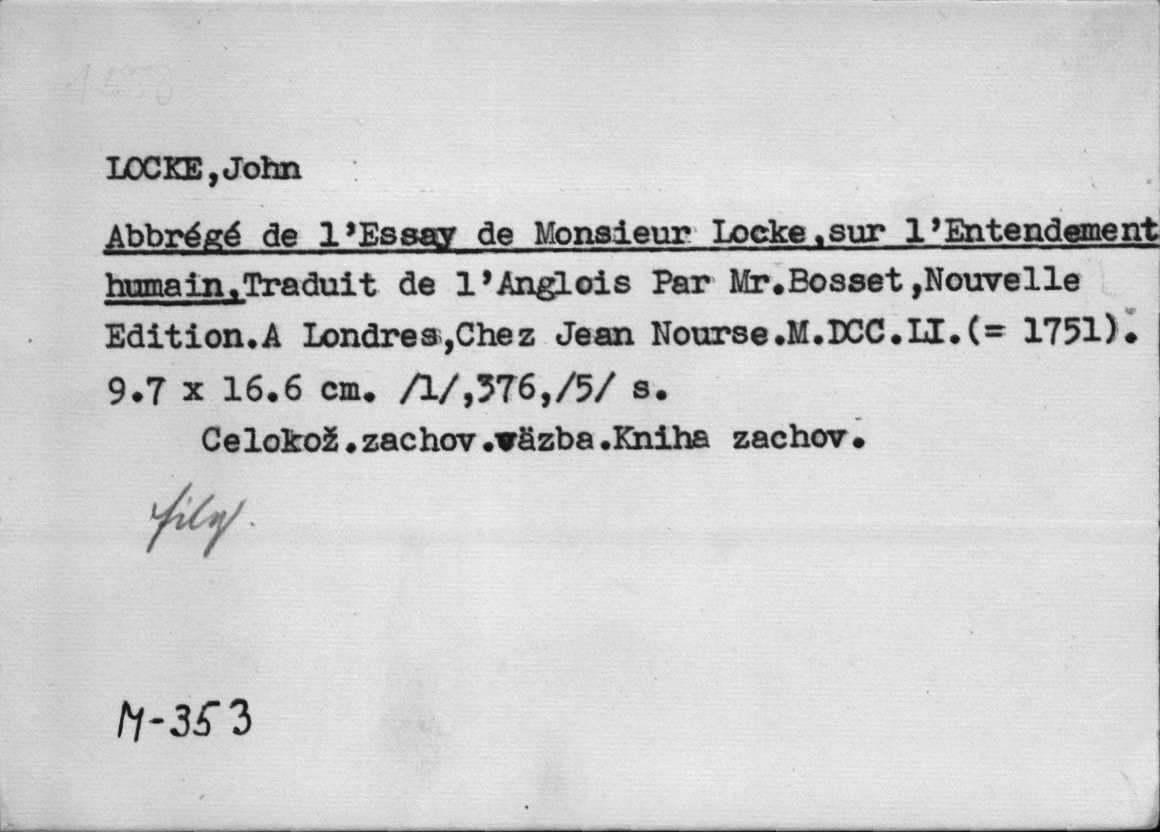 LOCKE,John
Abbrégé de l'Essay de Monsieur Locke,sur l'Entendement
humain,Traduit de l'Anglois Par Mr.Bosset,Nouvelle
Edition.A Londres,Chez Jean Nourse.M.DCC.LI.(= 1751).
9.7 x 16.6 cm. /1/,376,/5/ s.
Celokož.zachov.väzba.Kniha zachov.
M-353